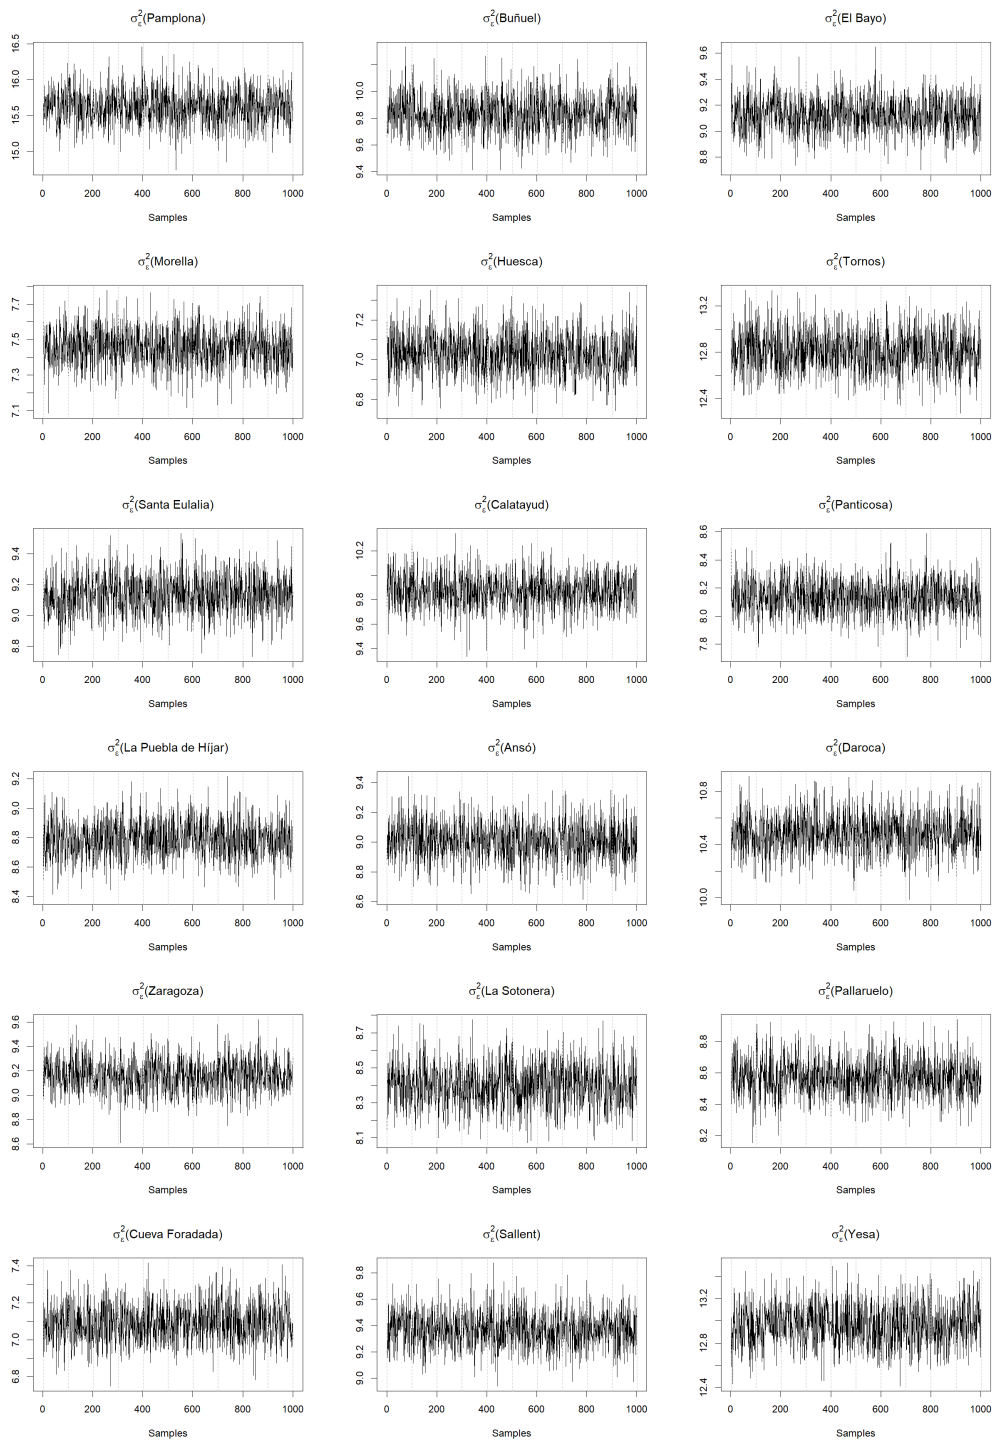 σ²ε(Pamplona)
16.5 16.0 15.5 15.0
0 200 400 600 800 1000
Samples
σ²ε(Buñuel)
10.0 9.8 9.6 9.4
0 200 400 600 800 1000
Samples
σ²ε(El Bayo)
9.6 9.4 9.2 9.0 8.8
0 200 400 600 800 1000
Samples
σ²ε(Morella)
7.7 7.5 7.3 7.1
0 200 400 600 800 1000
Samples
σ²ε(Huesca)
7.2 7.0 6.8
0 200 400 600 800 1000
Samples
σ²ε(Tornos)
13.2 12.8 12.4
0 200 400 600 800 1000
Samples
σ²ε(Santa Eulalia)
9.4 9.2 9.0 8.8
0 200 400 600 800 1000
Samples
σ²ε(Calatayud)
10.2 9.8 9.6 9.4
0 200 400 600 800 1000
Samples
σ²ε(Panticosa)
8.6 8.4 8.2 8.0 7.8
0 200 400 600 800 1000
Samples
σ²ε(La Puebla de Híjar)
9.2 9.0 8.8 8.6 8.4
0 200 400 600 800 1000
Samples
σ²ε(Ansó)
9.4 9.2 9.0 8.8 8.6
0 200 400 600 800 1000
Samples
σ²ε(Daroca)
10.8 10.4 10.0
0 200 400 600 800 1000
Samples
σ²ε(Zaragoza)
9.6 9.4 9.2 9.0 8.8 8.6
0 200 400 600 800 1000
Samples
σ²ε(La Sotonera)
8.7 8.5 8.3 8.1
0 200 400 600 800 1000
Samples
σ²ε(Pallaruelo)
8.8 8.6 8.4 8.2
0 200 400 600 800 1000
Samples
σ²ε(Cueva Foradada)
7.4 7.2 7.0 6.8
0 200 400 600 800 1000
Samples
σ²ε(Sallent)
9.8 9.6 9.4 9.2 9.0
0 200 400 600 800 1000
Samples
σ²ε(Yesa)
13.2 12.8 12.4
0 200 400 600 800 1000
Samples